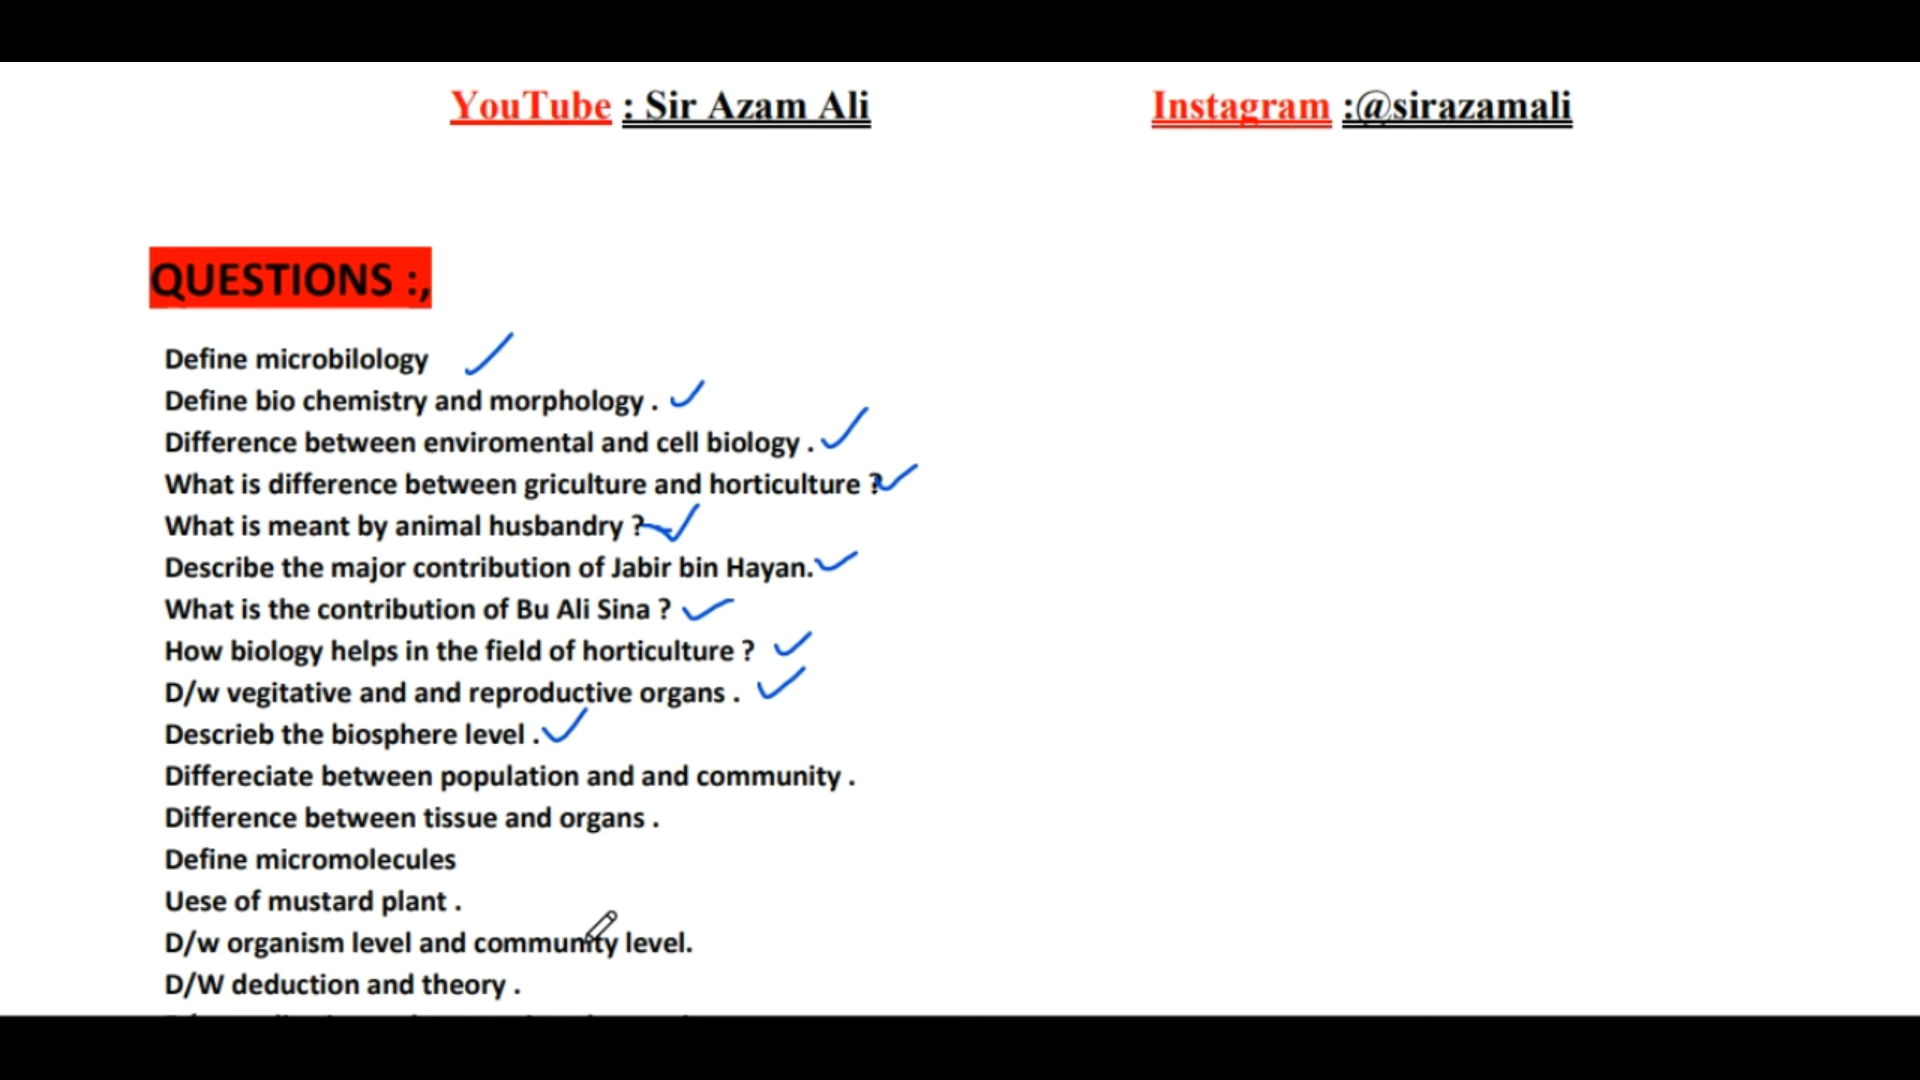 YouTube : Sir Azam Ali Instagram :@sirazamali
QUESTIONS :,
Define microbilology
Define bio chemistry and morphology .
Difference between enviromental and cell biology .
What is difference between griculture and horticulture ?
What is meant by animal husbandry ?
Describe the major contribution of Jabir bin Hayan.
What is the contribution of Bu Ali Sina ?
How biology helps in the field of horticulture ?
D/w vegitative and and reproductive organs .
Descrieb the biosphere level .
Differeciate between population and and community .
Difference between tissue and organs .
Define micromolecules
Uese of mustard plant .
D/w organism level and community level.
D/W deduction and theory .